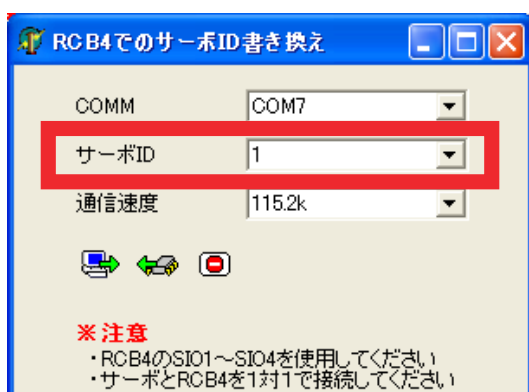 RCB4でのサーボID書き換え
COMM COM7
サーボID 1
通信速度 115.2k
※注意
・RCB4のSIO1～SIO4を使用してください
・サーボとRCB4を1対1で接続してください